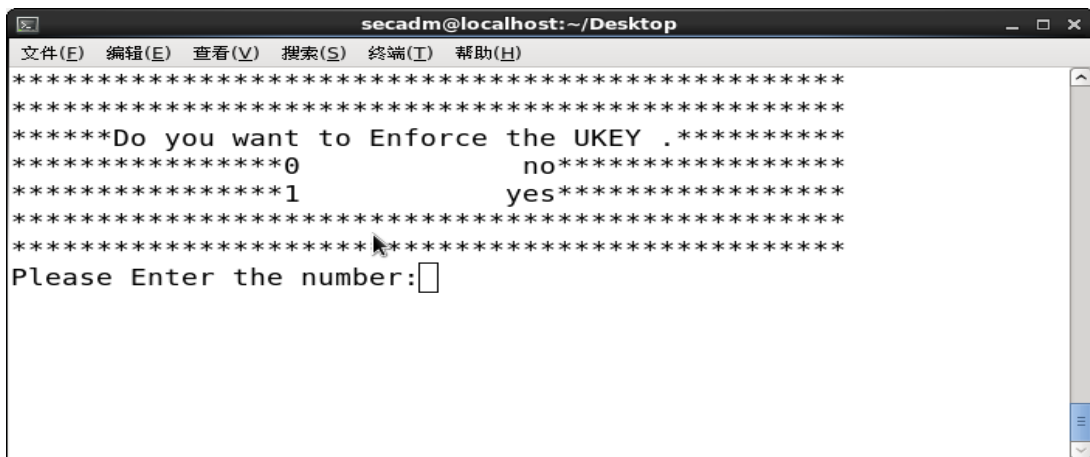 secadm@localhost:~/Desktop
文件(F) 编辑(E) 查看(V) 搜索(S) 终端(T) 帮助(H)
*************************************************
*************************************************
******Do you want to Enforce the UKEY .**********
****************0             no*****************
****************1            yes*****************
*************************************************
*************************************************
Please Enter the number: